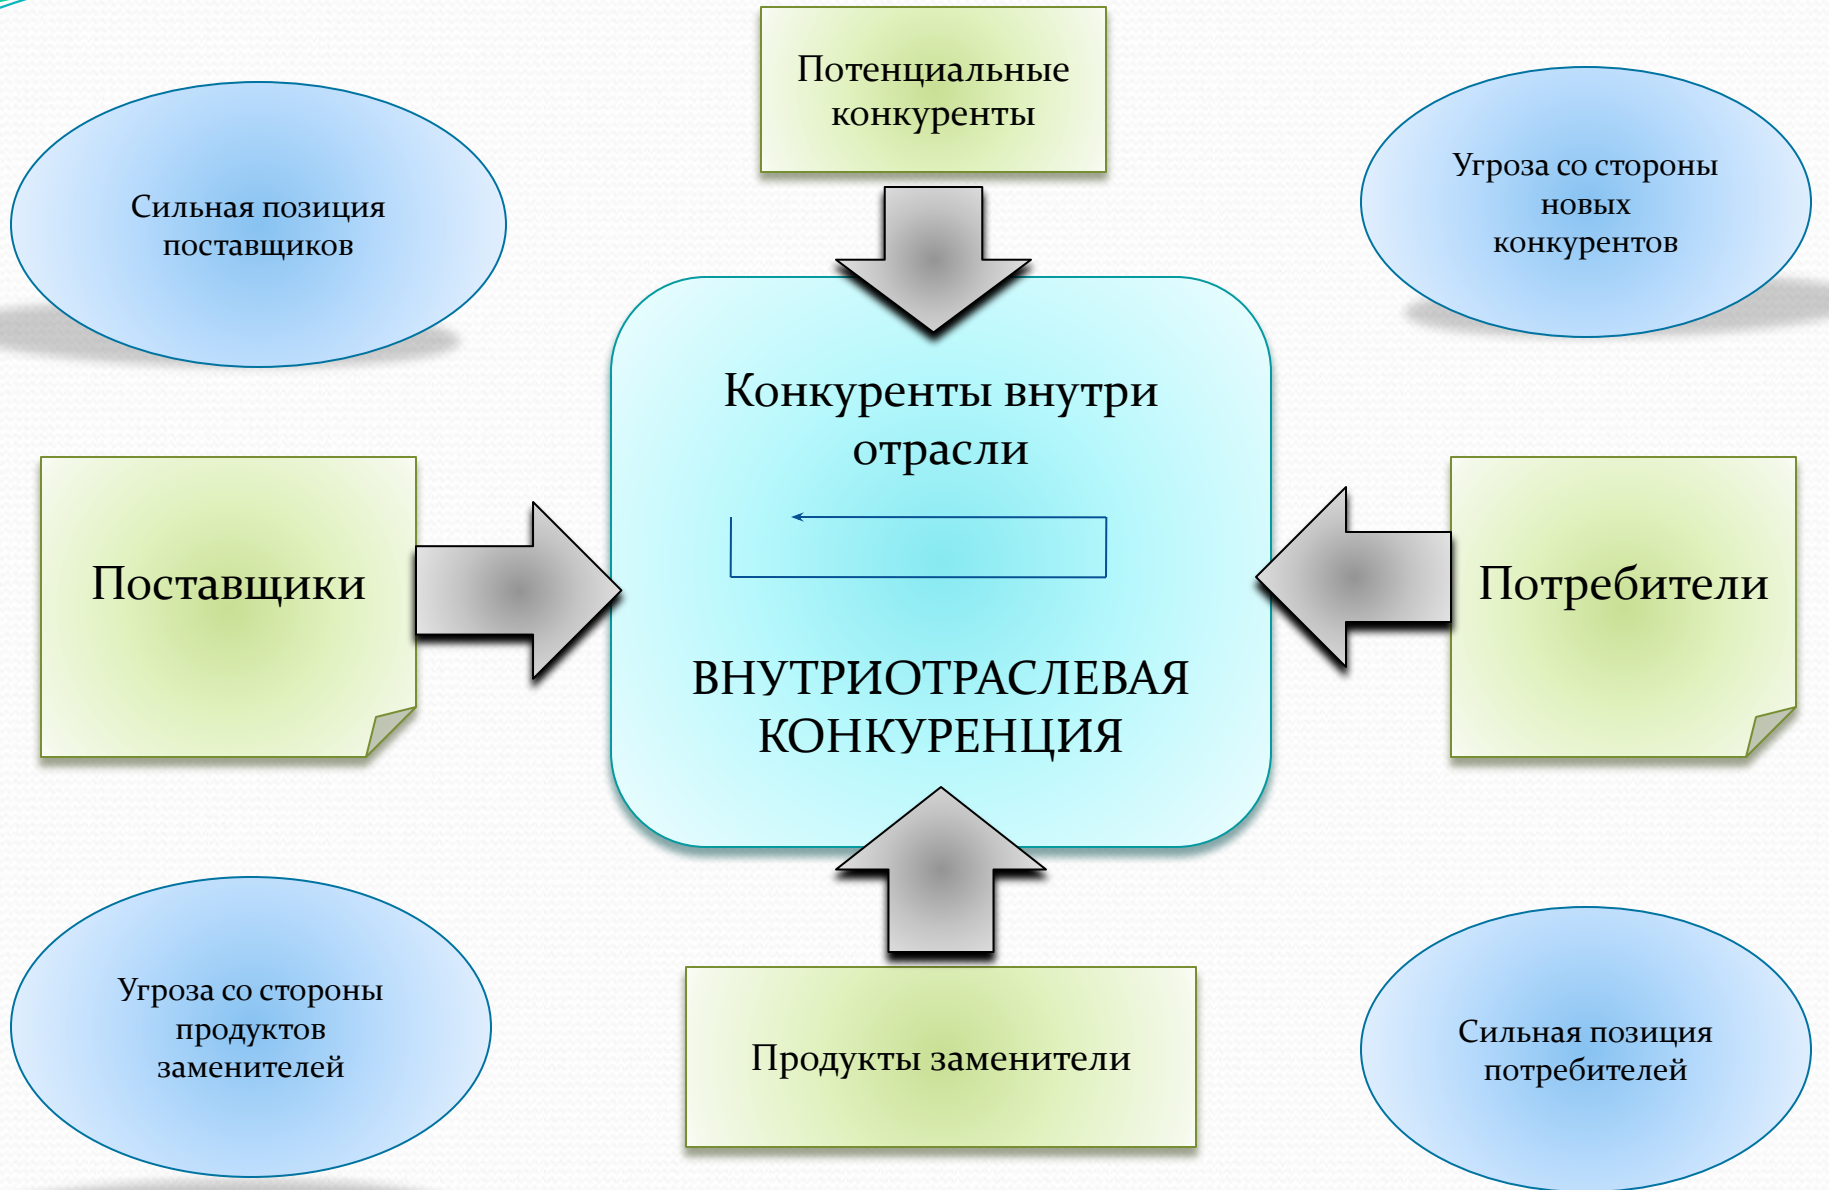 Потенциальные
конкуренты
Сильная позиция
поставщиков
Угроза со стороны
новых
конкурентов
Конкуренты внутри
отрасли
Поставщики
Потребители
ВНУТРИОТРАСЛЕВАЯ
КОНКУРЕНЦИЯ
Угроза со стороны
продуктов
заменителей
Продукты заменители
Сильная позиция
потребителей